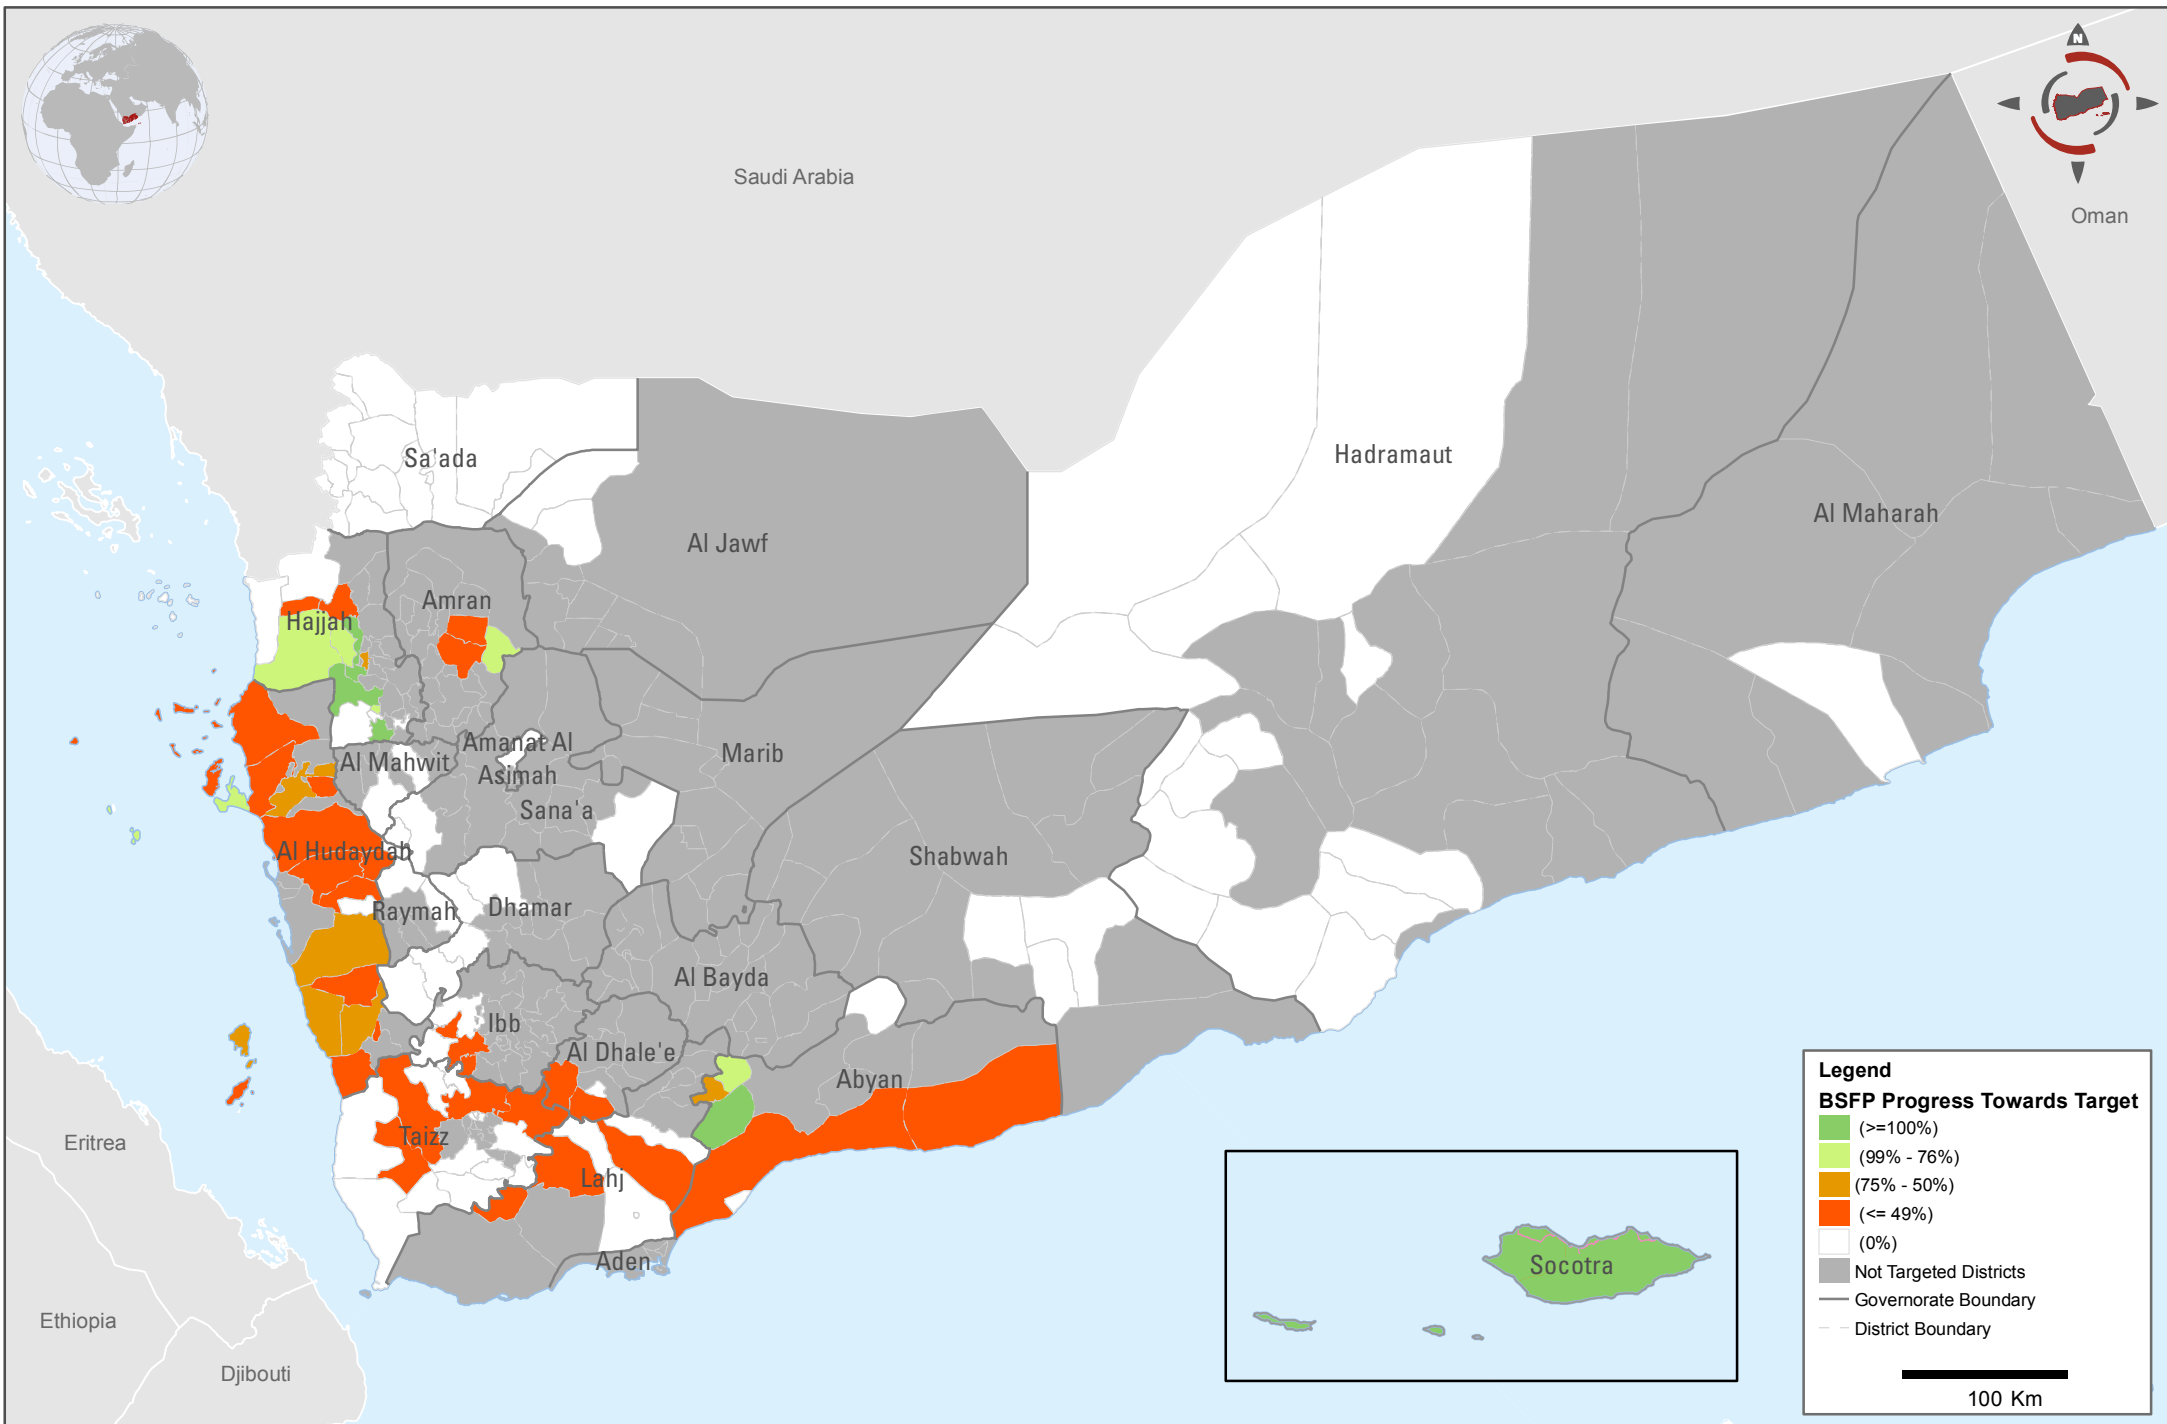 N
Saudi Arabia
Oman
Hadramaut
Sa'ada
Al Maharah
Al Jawf
Amran
Hajjah
Amanat Al
Asimah
Al Mahwit
Marib
Sana'a
Al Hudaydah
Shabwah
Raymah
Dhamar
Al Bayda
Ibb
Al Dhale'e
Abyan
Taizz
Lahj
Aden
Eritrea
Ethiopia
Djibouti
Socotra
Legend
BSFP Progress Towards Target
(>=100%)
(99% - 76%)
(75% - 50%)
(<= 49%)
(0%)
Not Targeted Districts
Governorate Boundary
District Boundary
100 Km